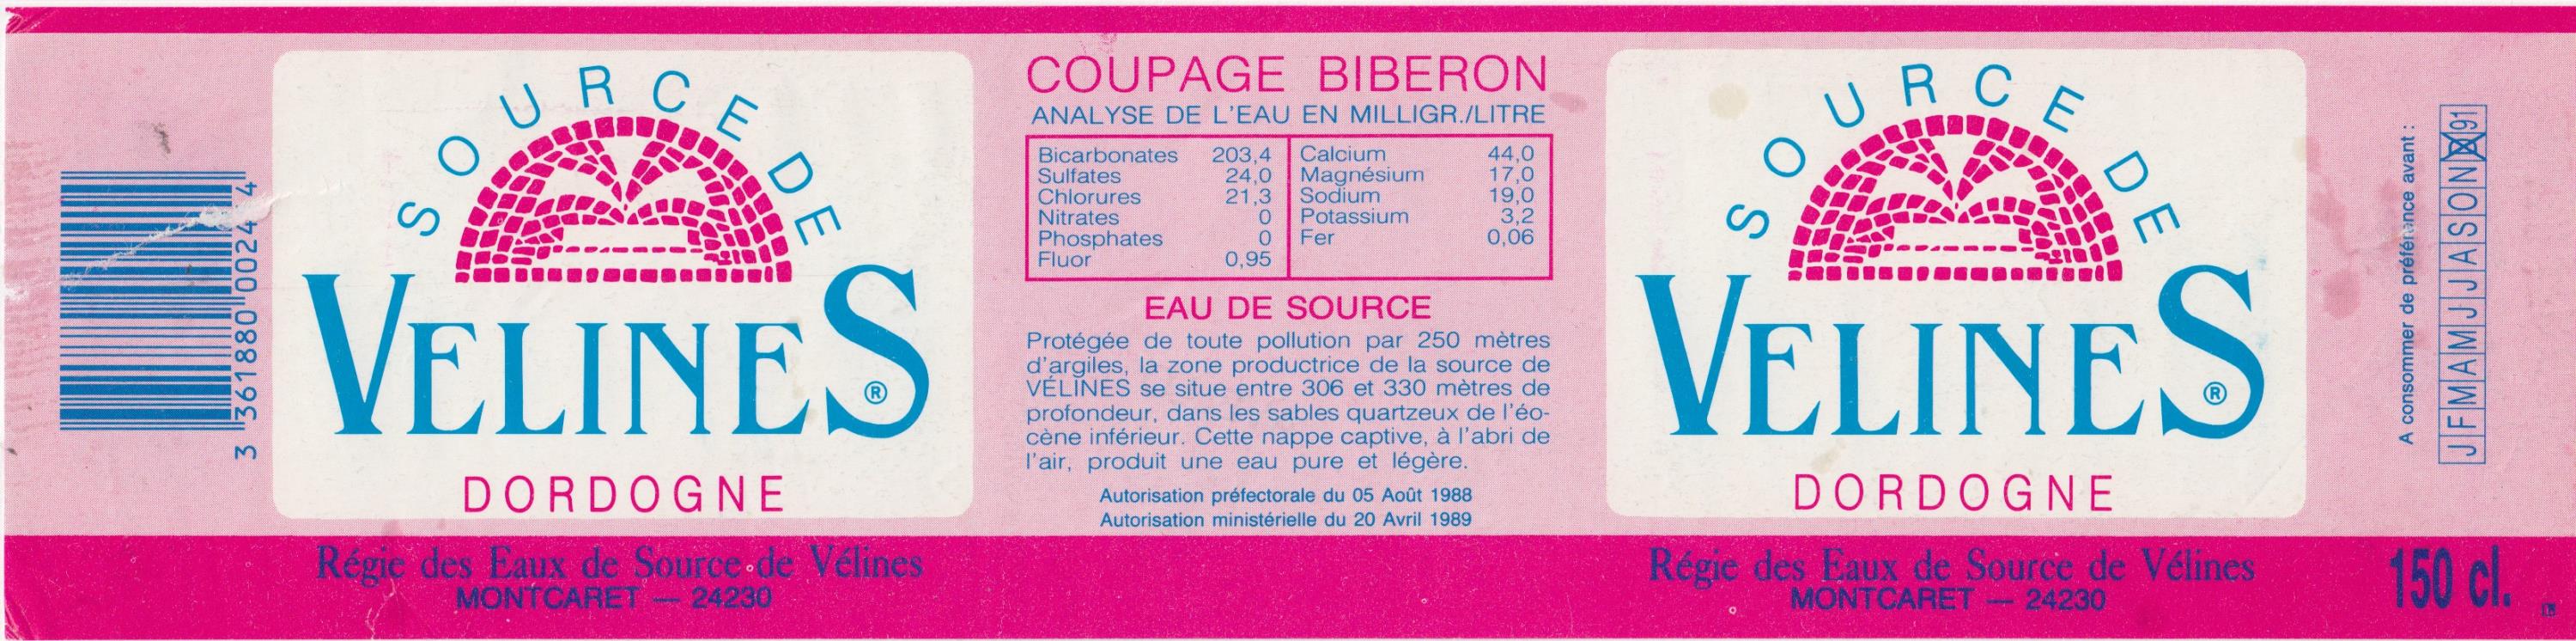 3 361880 002444
SOURCE DE
VELINES ®
DORDOGNE
Régie des Eaux de Source de Vélines
MONTCARET — 24230
COUPAGE BIBERON
ANALYSE DE L'EAU EN MILLIGR./LITRE
Bicarbonates 203,4
Sulfates 24,0
Chlorures 21,3
Nitrates 0
Phosphates 0
Fluor 0,95
Calcium 44,0
Magnésium 17,0
Sodium 19,0
Potassium 3,2
Fer 0,06
EAU DE SOURCE
Protégée de toute pollution par 250 mètres
d'argiles, la zone productrice de la source de
VÉLINES se situe entre 306 et 330 mètres de
profondeur, dans les sables quartzeux de l'éo-
cène inférieur. Cette nappe captive, à l'abri de
l'air, produit une eau pure et légère.
Autorisation préfectorale du 05 Août 1988
Autorisation ministérielle du 20 Avril 1989
SOURCE DE
VELINES ®
DORDOGNE
Régie des Eaux de Source de Vélines
MONTCARET — 24230
A consommer de préférence avant :
J F M A M J J A S O N 91
150 cl.